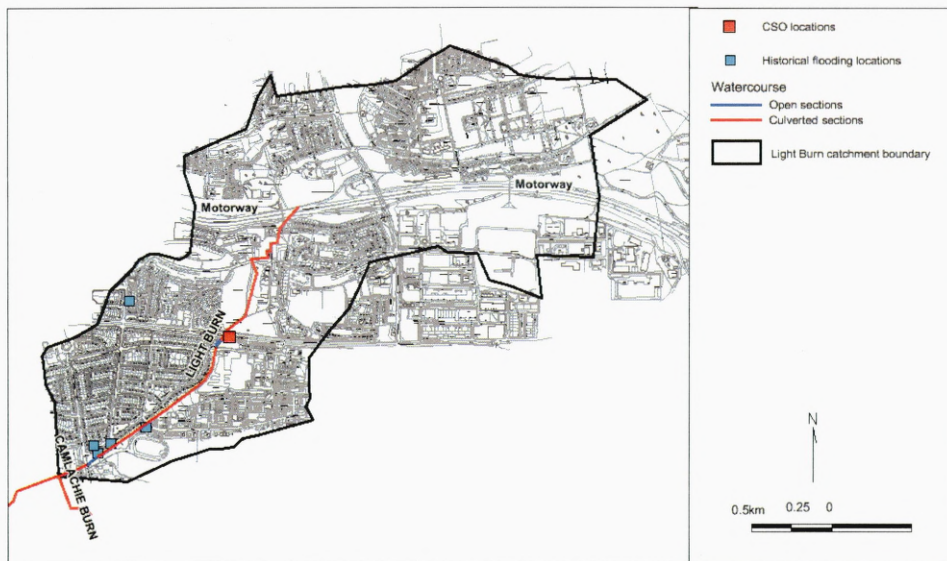 CSO locations
Historical flooding locations
Watercourse
Open sections
Culverted sections
Light Burn catchment boundary
Motorway
Motorway
LIGHT BURN
CAMLACHIE BURN
N
0.5km 0.25 0